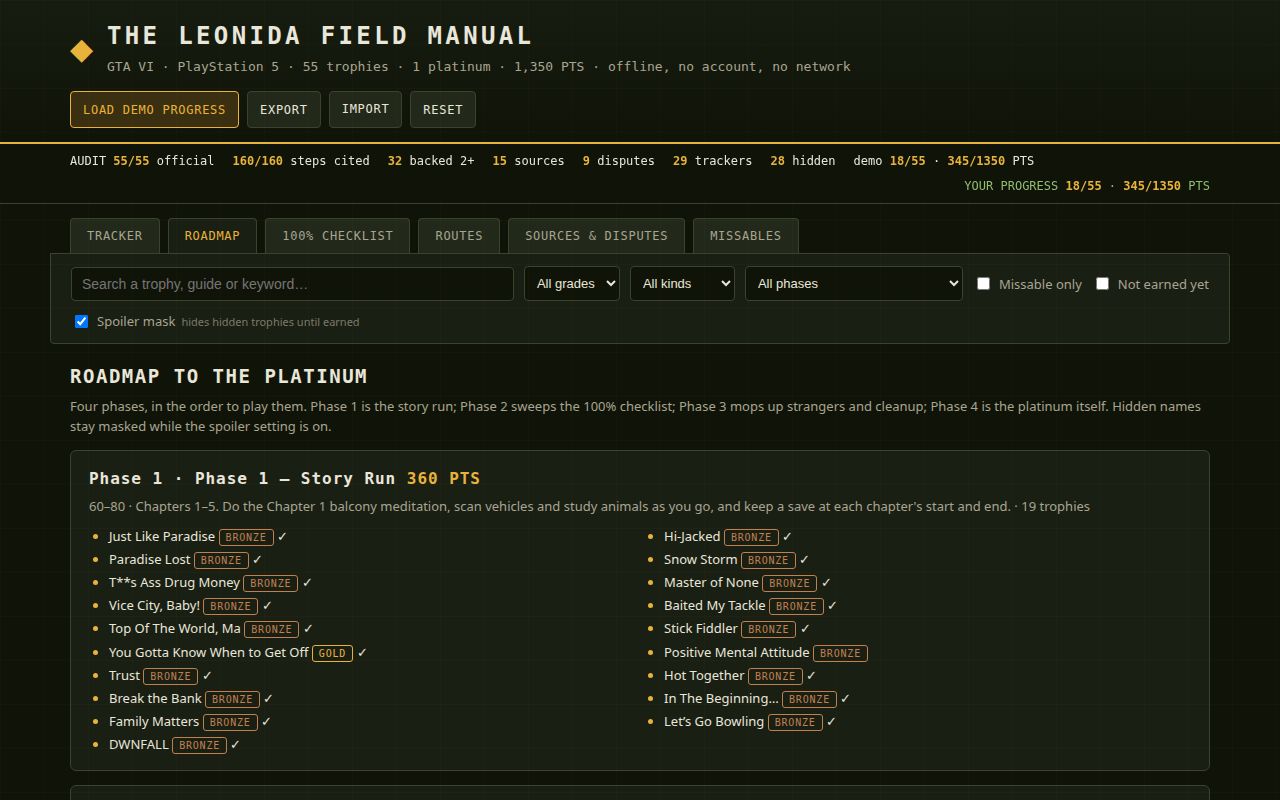 THE LEONIDA FIELD MANUAL
GTA VI · PlayStation 5 · 55 trophies · 1 platinum · 1,350 PTS · offline, no account, no network
LOAD DEMO PROGRESS EXPORT IMPORT RESET
AUDIT 55/55 official 160/160 steps cited 32 backed 2+ 15 sources 9 disputes 29 trackers 28 hidden demo 18/55 · 345/1350 PTS
YOUR PROGRESS 18/55 · 345/1350 PTS
TRACKER ROADMAP 100% CHECKLIST ROUTES SOURCES & DISPUTES MISSABLES
Search a trophy, guide or keyword… All grades All kinds All phases Missable only Not earned yet
Spoiler mask hides hidden trophies until earned
ROADMAP TO THE PLATINUM
Four phases, in the order to play them. Phase 1 is the story run; Phase 2 sweeps the 100% checklist; Phase 3 mops up strangers and cleanup; Phase 4 is the platinum itself. Hidden names
stay masked while the spoiler setting is on.
Phase 1 · Phase 1 — Story Run 360 PTS
60–80 · Chapters 1–5. Do the Chapter 1 balcony meditation, scan vehicles and study animals as you go, and keep a save at each chapter's start and end. · 19 trophies
Just Like Paradise BRONZE ✓
Paradise Lost BRONZE ✓
T**s Ass Drug Money BRONZE ✓
Vice City, Baby! BRONZE ✓
Top Of The World, Ma BRONZE ✓
You Gotta Know When to Get Off GOLD ✓
Trust BRONZE ✓
Break the Bank BRONZE ✓
Family Matters BRONZE ✓
DWNFALL BRONZE ✓
Hi-Jacked BRONZE ✓
Snow Storm BRONZE ✓
Master of None BRONZE ✓
Baited My Tackle BRONZE ✓
Stick Fiddler BRONZE ✓
Positive Mental Attitude BRONZE
Hot Together BRONZE ✓
In The Beginning… BRONZE ✓
Let's Go Bowling BRONZE ✓